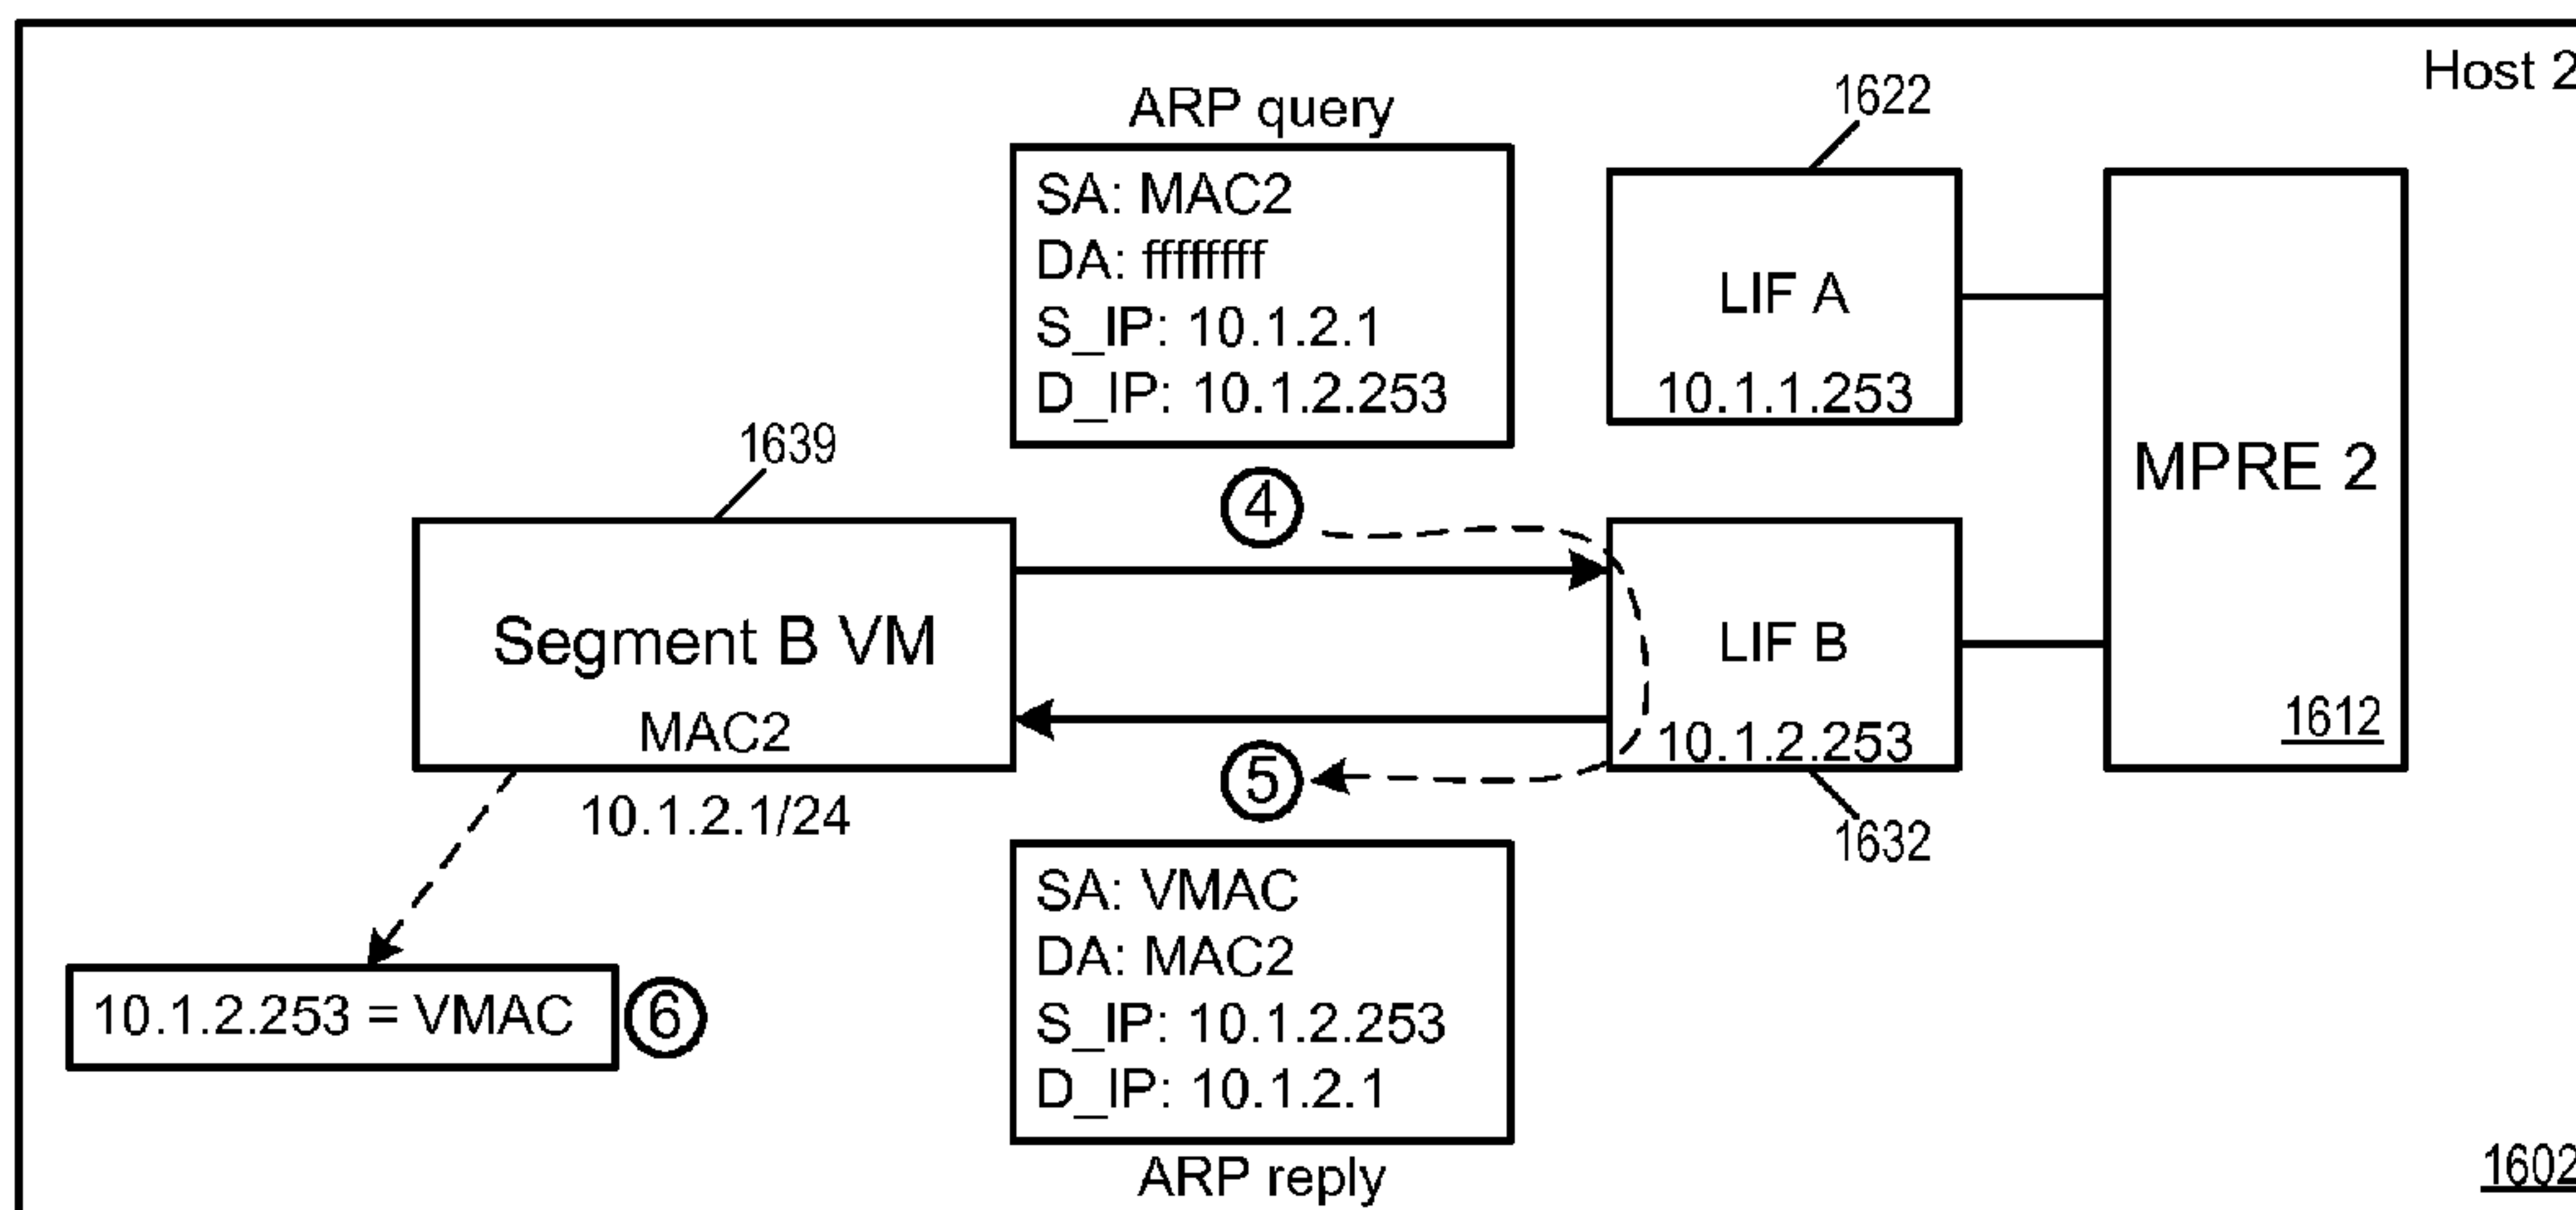 Host 2
1622
ARP query
SA: MAC2
DA: fffffffff
S_IP: 10.1.2.1
D_IP: 10.1.2.253
LIF A
10.1.1.253
MPRE 2
1612
1639
4
Segment B VM
MAC2
10.1.2.1/24
LIF B
10.1.2.253
1632
5
SA: VMAC
DA: MAC2
S_IP: 10.1.2.253
D_IP: 10.1.2.1
ARP reply
10.1.2.253 = VMAC
6
1602